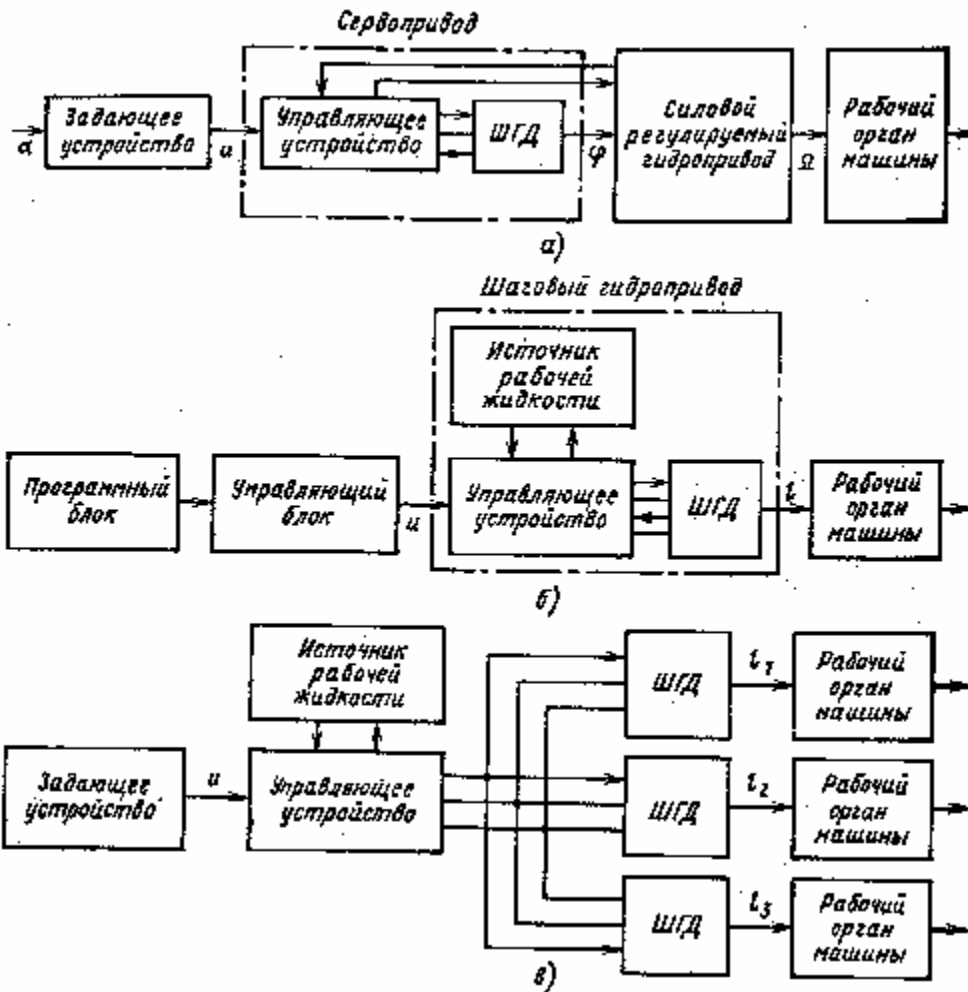 Сервопривод
Задающее
устройство
Управляющее
устройство
ШГД
Силовой
регулируемый
гидропривод
Рабочий
орган
машины
α
u
φ
Ω
а)
Шаговый гидропривод
Источник
рабочей
жидкости
Программный
блок
Управляющий
блок
u
Управляющее
устройство
ШГД
l
Рабочий
орган
машины
б)
Источник
рабочей
жидкости
Задающее
устройство
u
Управляющее
устройство
ШГД
l₁
Рабочий
орган
машины
ШГД
l₂
Рабочий
орган
машины
ШГД
l₃
Рабочий
орган
машины
в)